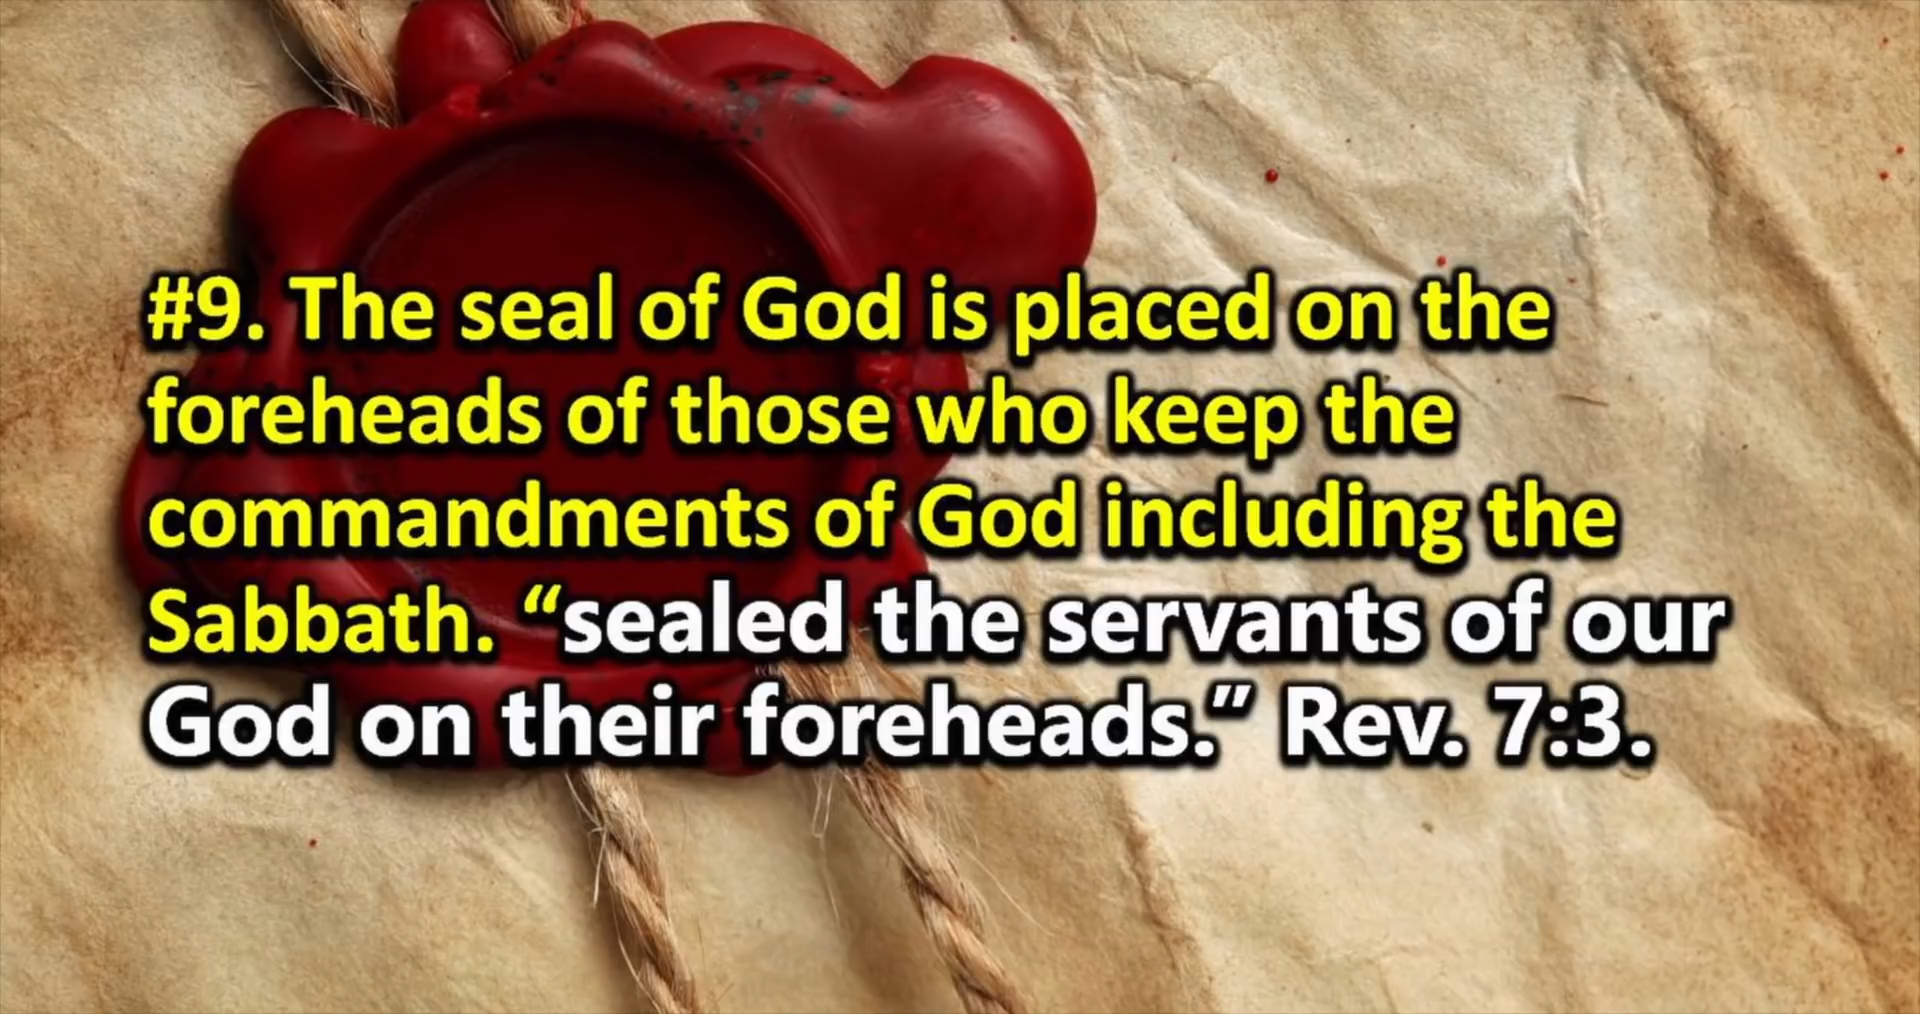 #9. The seal of God is placed on the
foreheads of those who keep the
commandments of God including the
Sabbath. “sealed the servants of our
God on their foreheads.” Rev. 7:3.